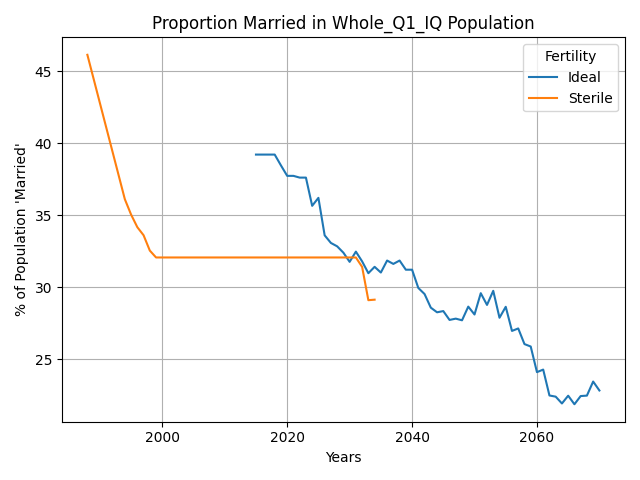 Proportion Married in Whole_Q1_IQ Population
Fertility
Ideal
Sterile
% of Population 'Married'
45
40
35
30
25
2000
2020
2040
2060
Years